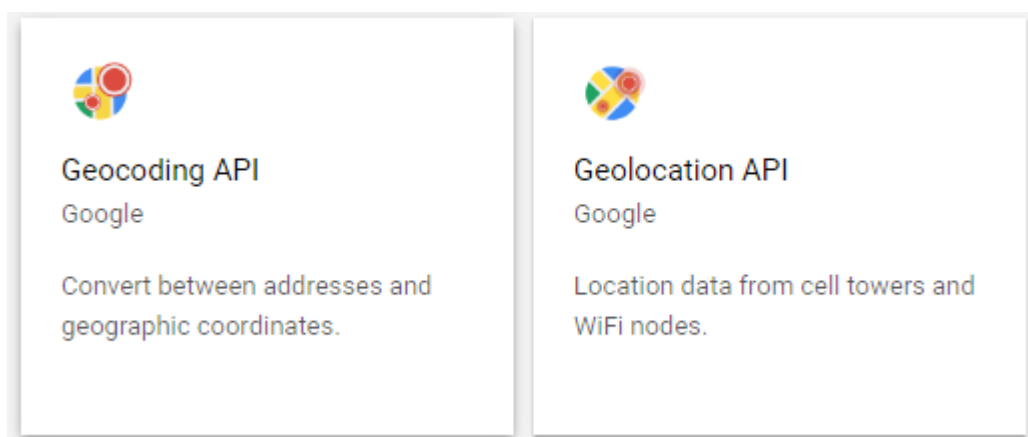 Geocoding API
Google
Convert between addresses and
geographic coordinates.
Geolocation API
Google
Location data from cell towers and
WiFi nodes.